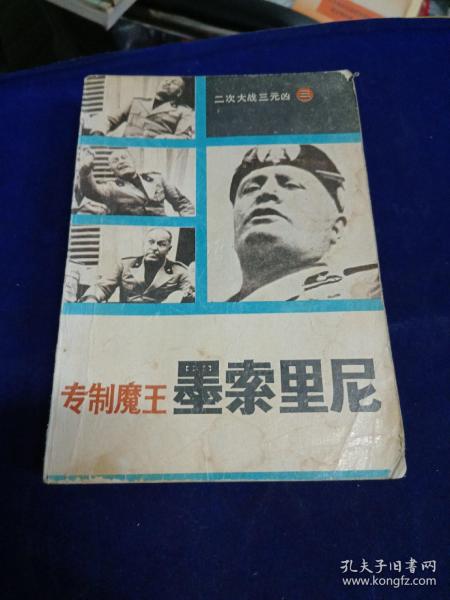 二次大战三元凶 三
专制魔王 墨索里尼
孔夫子旧书网
www.kongfz.com